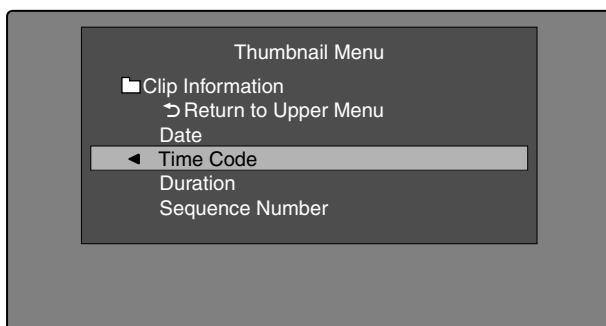 Thumbnail Menu
Clip Information
Return to Upper Menu
Date
Time Code
Duration
Sequence Number